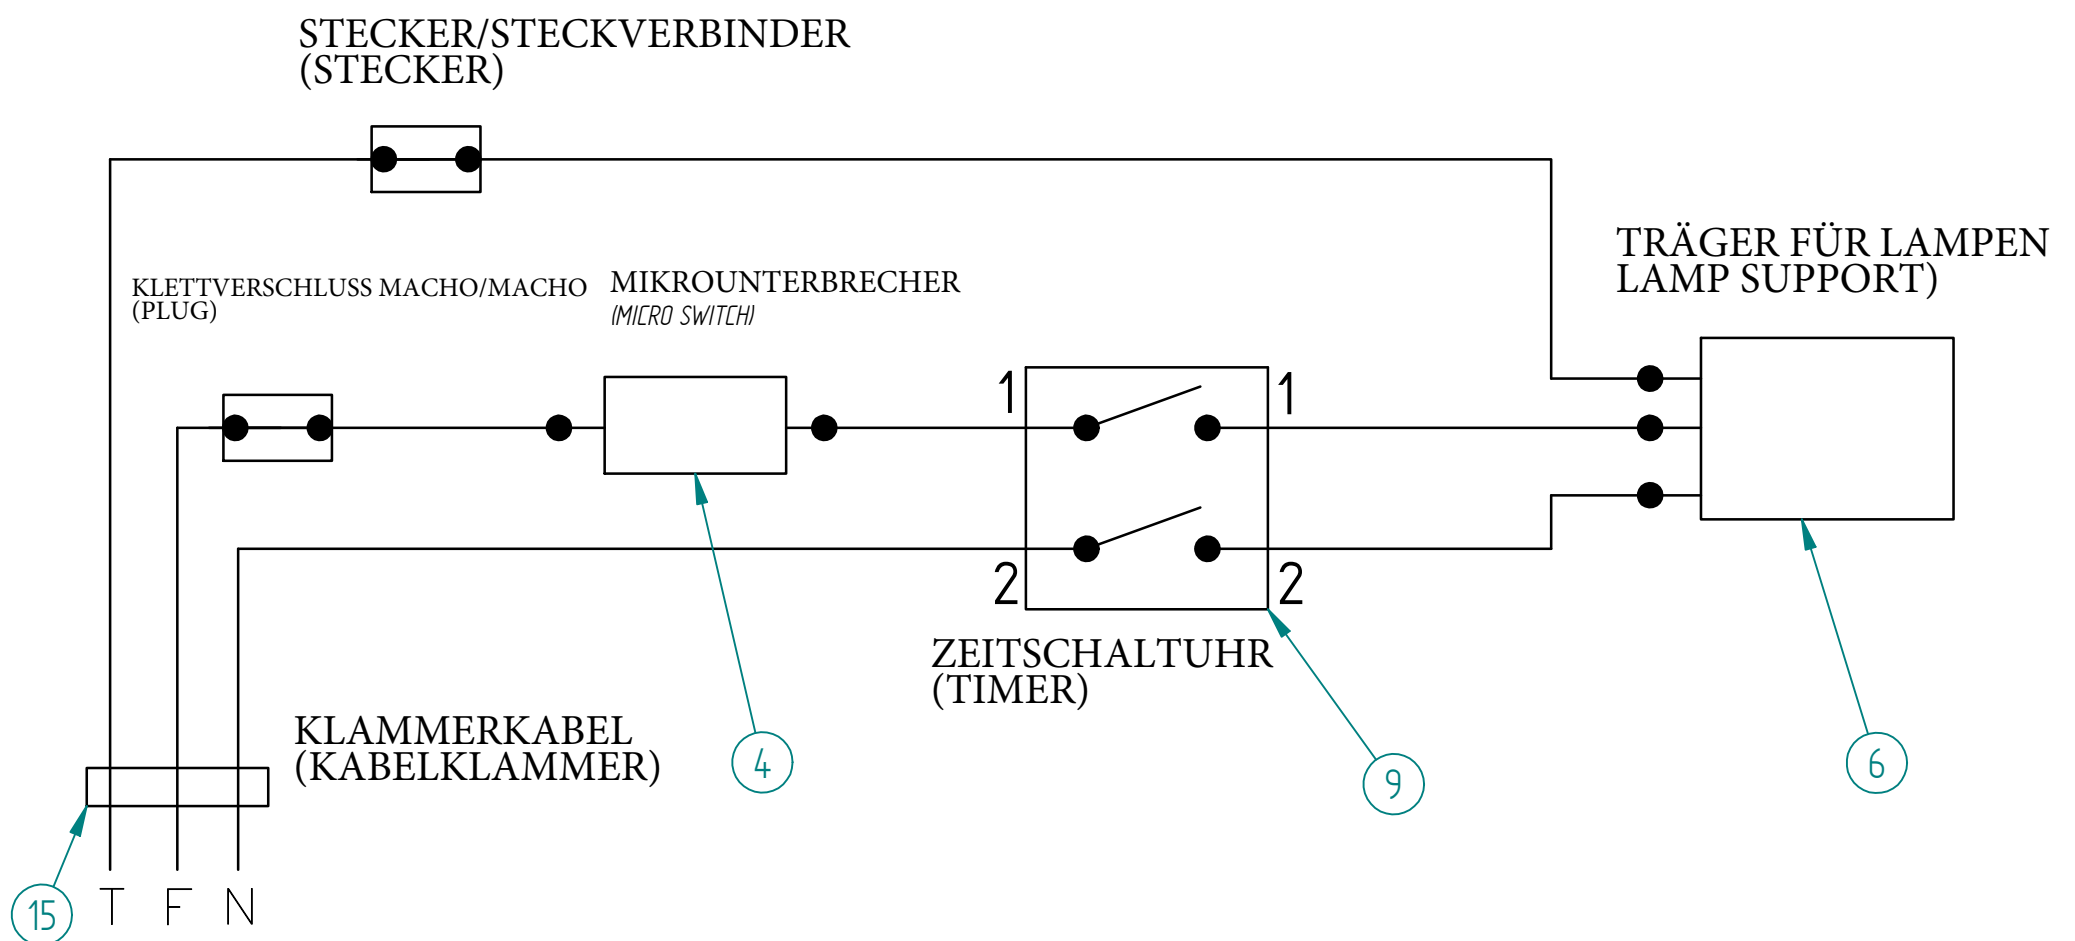 STECKER/STECKVERBINDER
(STECKER)
TRÄGER FÜR LAMPEN
LAMP SUPPORT)
KLETTVERSCHLUSS MACHO/MACHO
(PLUG)
MIKROUNTERBRECHER
(MICRO SWITCH)
1
1
2
2
ZEITSCHALTUHR
(TIMER)
KLAMMERKABEL
(KABELKLAMMER)
4
9
6
15
T F N